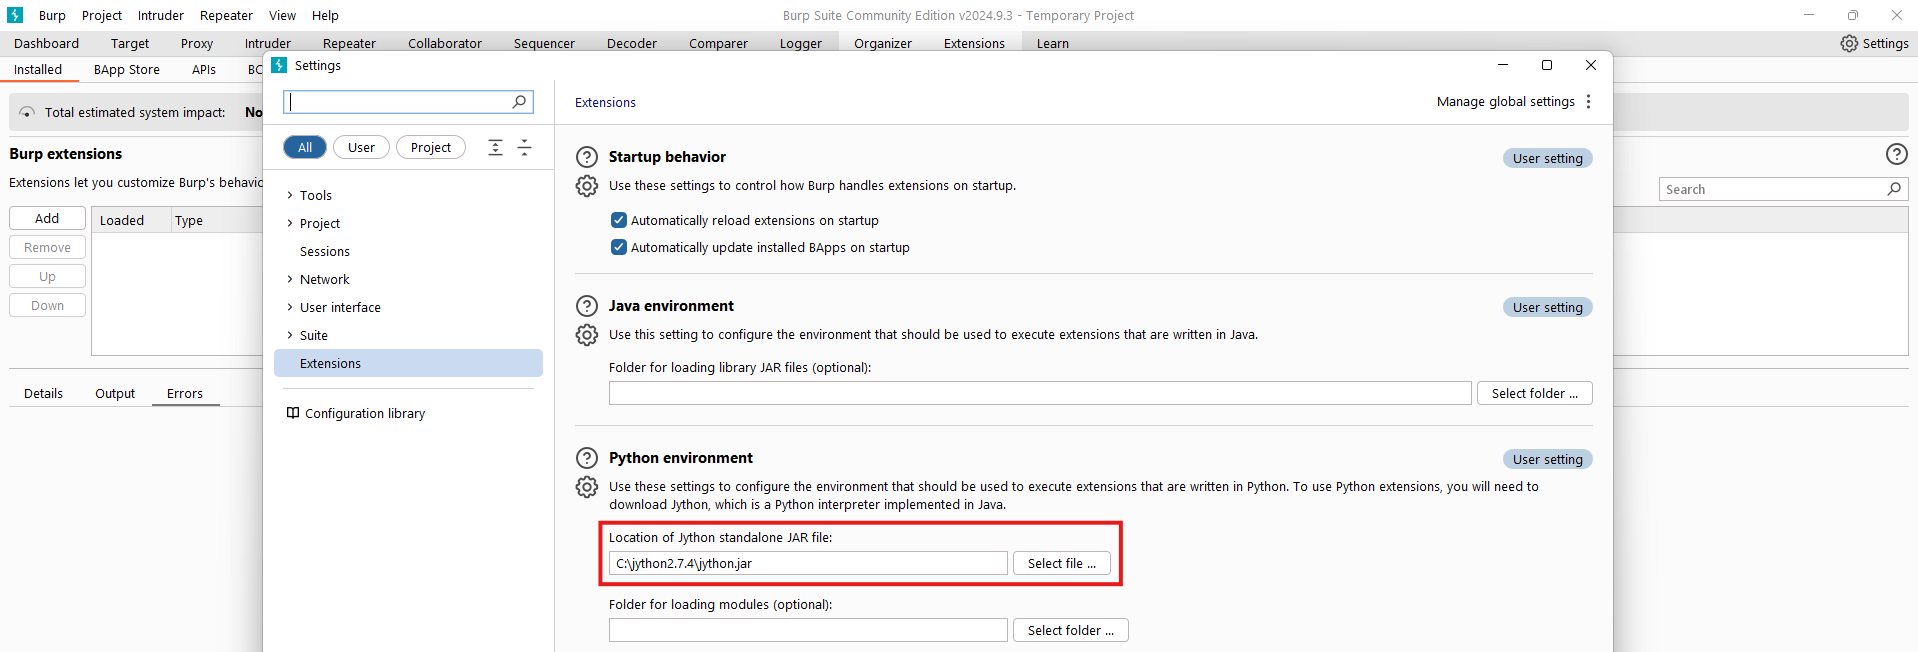 Burp Project Intruder Repeater View Help Burp Suite Community Edition v2024.9.3 - Temporary Project
Dashboard Target Proxy Intruder Repeater Collaborator Sequencer Decoder Comparer Logger Organizer Extensions Learn Settings
Installed BApp Store APIs BC
Settings
Total estimated system impact: No
Burp extensions
Extensions let you customize Burp's behavio
Search
Add
Loaded Type
Remove
Up
Down
Details Output Errors
All User Project
Tools
Project
Sessions
Network
User interface
Suite
Extensions
Configuration library
Extensions
Manage global settings
Startup behavior
User setting
Use these settings to control how Burp handles extensions on startup.
Automatically reload extensions on startup
Automatically update installed BApps on startup
Java environment
User setting
Use this setting to configure the environment that should be used to execute extensions that are written in Java.
Folder for loading library JAR files (optional):
Select folder ...
Python environment
User setting
Use these settings to configure the environment that should be used to execute extensions that are written in Python. To use Python extensions, you will need to
download Jython, which is a Python interpreter implemented in Java.
Location of Jython standalone JAR file:
C:\jython2.7.4\jython.jar
Select file ...
Folder for loading modules (optional):
Select folder ...